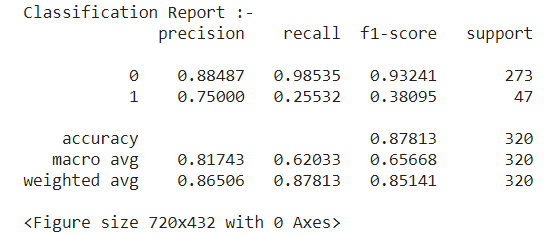 Classification Report :-
precision recall f1-score support
0 0.88487 0.98535 0.93241 273
1 0.75000 0.25532 0.38095 47
accuracy 0.87813 320
macro avg 0.81743 0.62033 0.65668 320
weighted avg 0.86506 0.87813 0.85141 320
<Figure size 720x432 with 0 Axes>